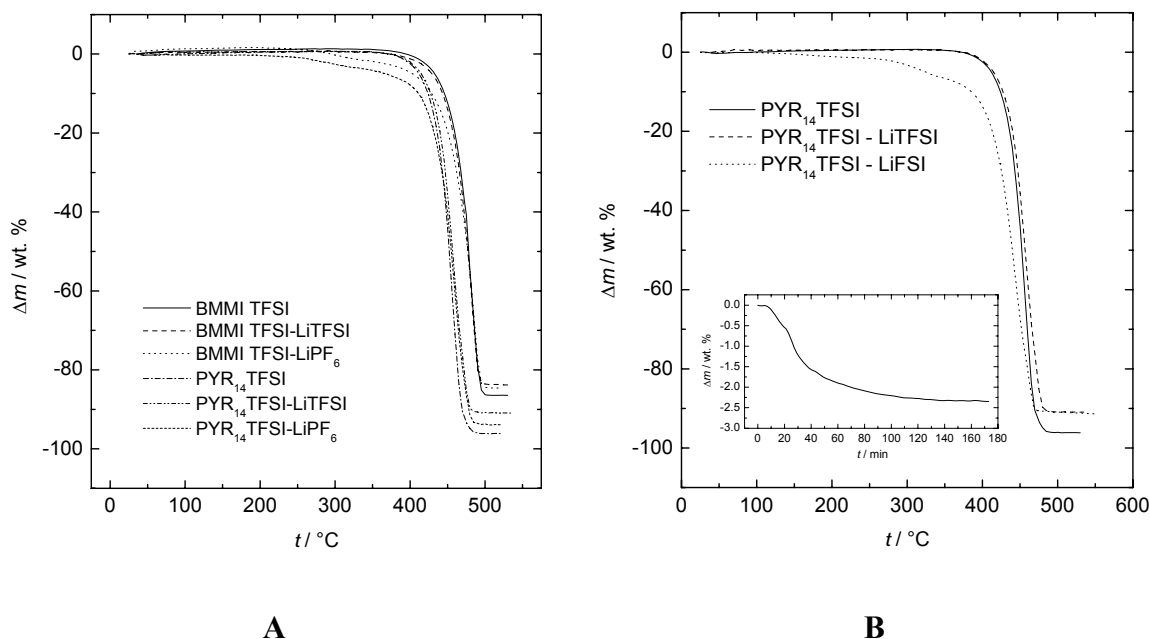 0
-20
-40
-60
-80
-100
Δm / wt. %
BMMI TFSI
BMMI TFSI-LiTFSI
BMMI TFSI-LiPF₆
PYR₁₄TFSI
PYR₁₄TFSI-LiTFSI
PYR₁₄TFSI-LiPF₆
0 100 200 300 400 500
t / °C
A
0
-20
-40
-60
-80
-100
Δm / wt. %
PYR₁₄TFSI
PYR₁₄TFSI - LiTFSI
PYR₁₄TFSI - LiFSI
0.0
-0.5
-1.0
-1.5
-2.0
-2.5
-3.0
Δm / wt. %
0 20 40 60 80 100 120 140 160 180
t / min
0 100 200 300 400 500 600
t / °C
B